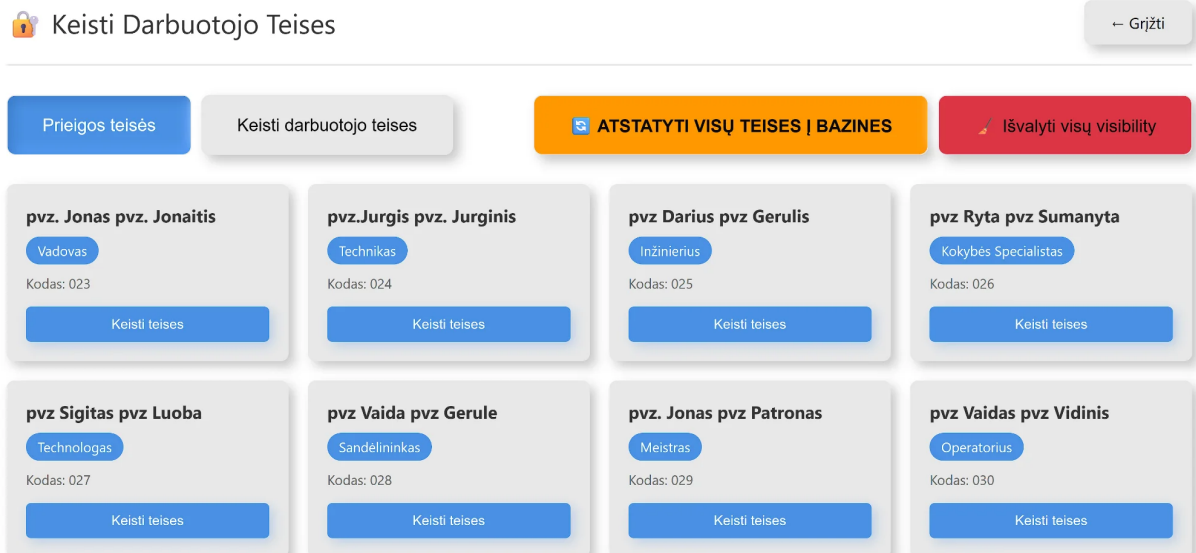 Keisti Darbuotojo Teises
← Grįžti
Prieigos teisės
Keisti darbuotojo teises
ATSTATYTI VISŲ TEISES Į BAZINES
Išvalyti visų visibility
pvz. Jonas pvz. Jonaitis
Vadovas
Kodas: 023
Keisti teises
pvz.Jurgis pvz. Jurginis
Technikas
Kodas: 024
Keisti teises
pvz Darius pvz Gerulis
Inžinierius
Kodas: 025
Keisti teises
pvz Ryta pvz Sumanyta
Kokybės Specialistas
Kodas: 026
Keisti teises
pvz Sigitas pvz Luoba
Technologas
Kodas: 027
Keisti teises
pvz Vaida pvz Gerule
Sandėlininkas
Kodas: 028
Keisti teises
pvz. Jonas pvz Patronas
Meistras
Kodas: 029
Keisti teises
pvz Vaidas pvz Vidinis
Operatorius
Kodas: 030
Keisti teises